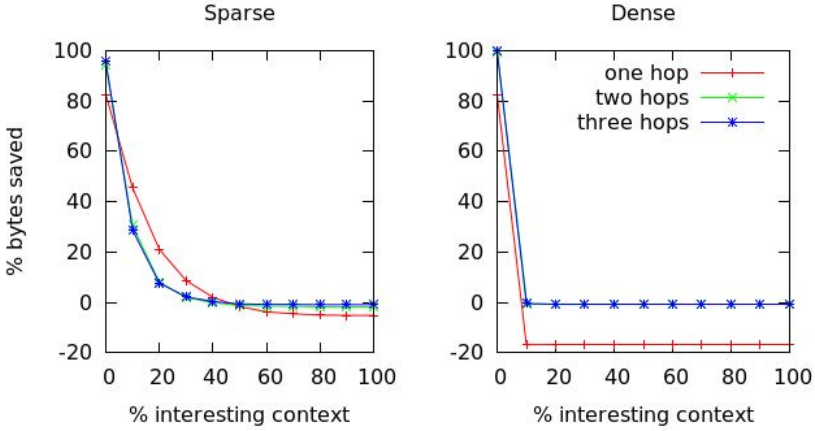 Sparse
Dense
% bytes saved
100
80
60
40
20
0
-20
0 20 40 60 80 100
% interesting context
100
80
60
40
20
0
-20
0 20 40 60 80 100
% interesting context
one hop
two hops
three hops